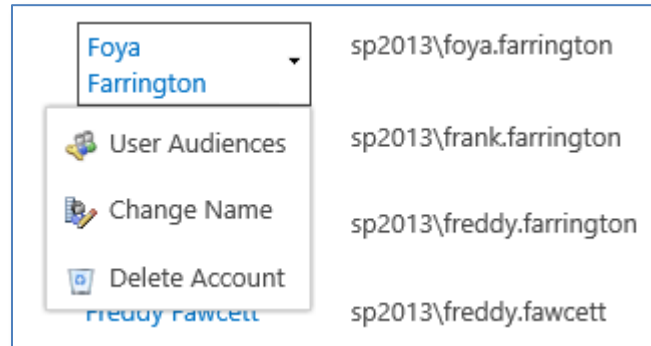 Foya
Farrington
sp2013\foya.farrington
User Audiences
sp2013\frank.farrington
Change Name
sp2013\freddy.farrington
Delete Account
Freddy Fawcett
sp2013\freddy.fawcett